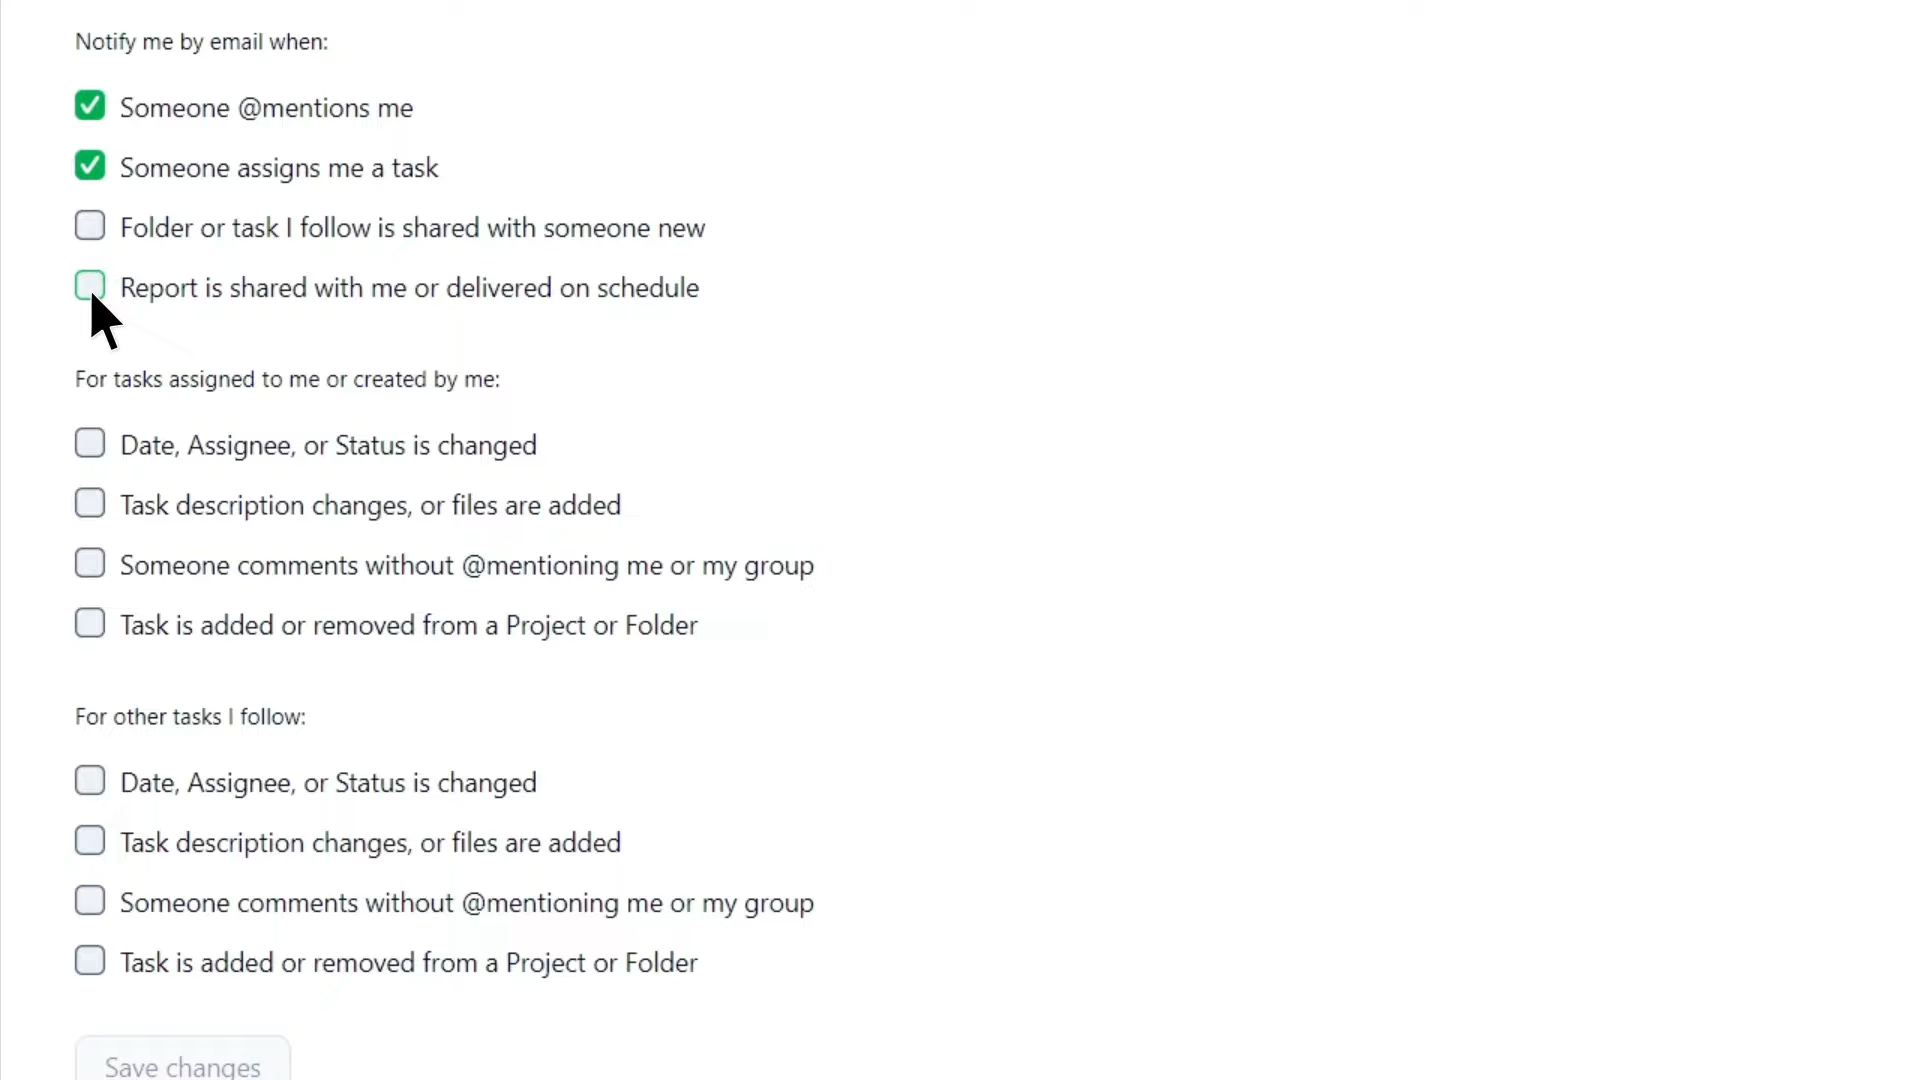 Notify me by email when:
Someone @mentions me
Someone assigns me a task
Folder or task I follow is shared with someone new
Report is shared with me or delivered on schedule
For tasks assigned to me or created by me:
Date, Assignee, or Status is changed
Task description changes, or files are added
Someone comments without @mentioning me or my group
Task is added or removed from a Project or Folder
For other tasks I follow:
Date, Assignee, or Status is changed
Task description changes, or files are added
Someone comments without @mentioning me or my group
Task is added or removed from a Project or Folder
Save changes